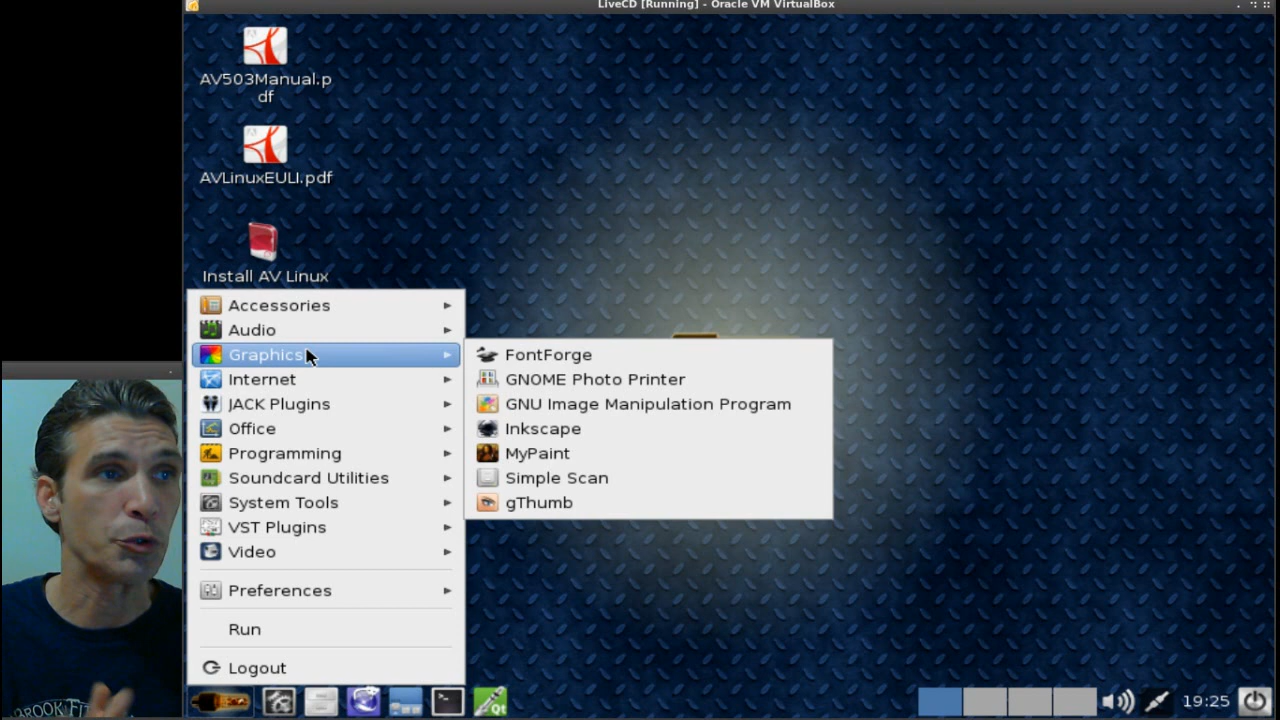 LiveCD [Running] - Oracle VM VirtualBox
AV503Manual.p
df
AVLinuxEULI.pdf
Install AV Linux
Accessories
Audio
Graphics
Internet
JACK Plugins
Office
Programming
Soundcard Utilities
System Tools
VST Plugins
Video
Preferences
Run
Logout
FontForge
GNOME Photo Printer
GNU Image Manipulation Program
Inkscape
MyPaint
Simple Scan
gThumb
Qt
19:25